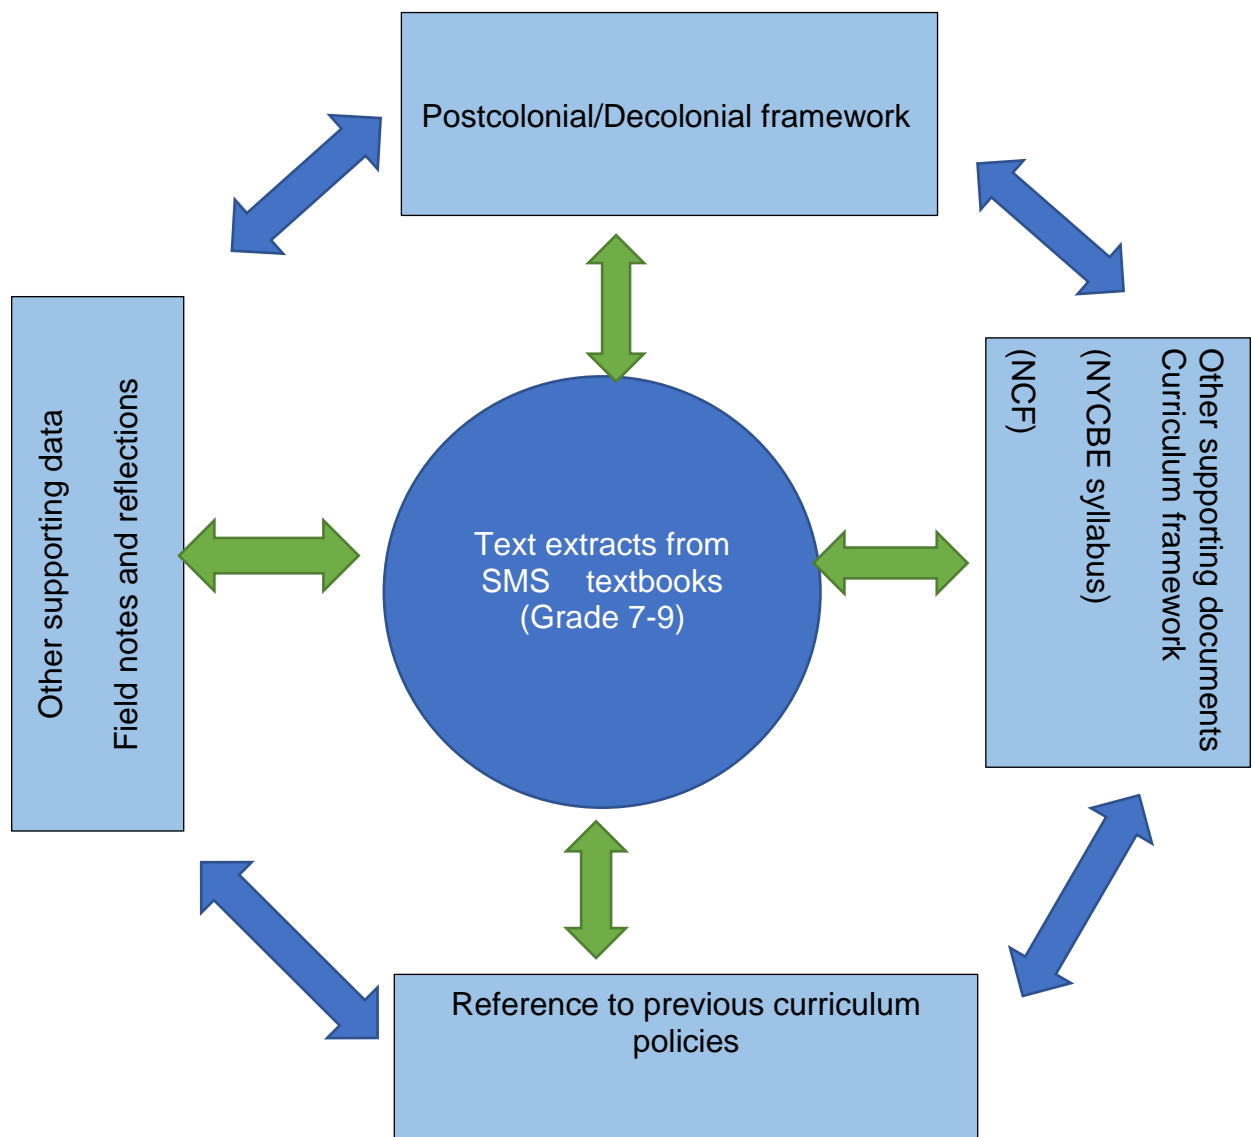 Postcolonial/Decolonial framework
Other supporting data
Field notes and reflections
Text extracts from
SMS textbooks
(Grade 7-9)
Other supporting documents
Curriculum framework
(NYCBE syllabus)
(NCF)
Reference to previous curriculum
policies